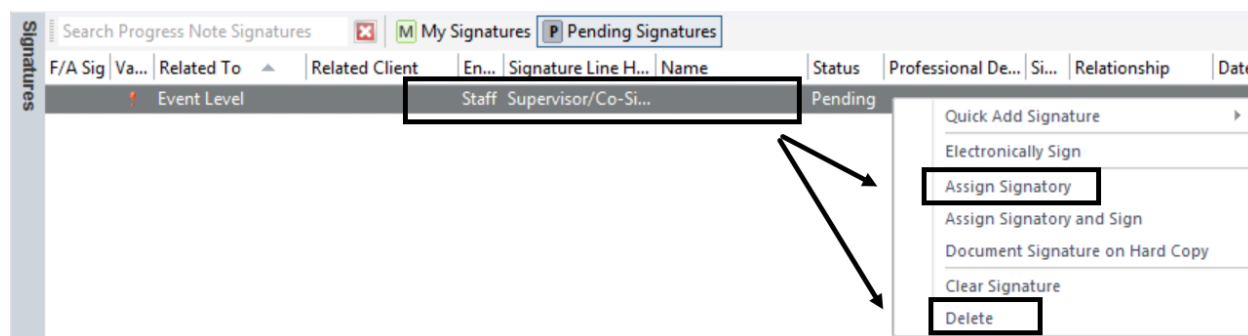 Signatures
Search Progress Note Signatures M My Signatures P Pending Signatures
F/A Sig Va... Related To Related Client En... Signature Line H... Name Status Professional De... Si... Relationship Date
Event Level Staff Supervisor/Co-Si... Pending
Quick Add Signature
Electronically Sign
Assign Signatory
Assign Signatory and Sign
Document Signature on Hard Copy
Clear Signature
Delete